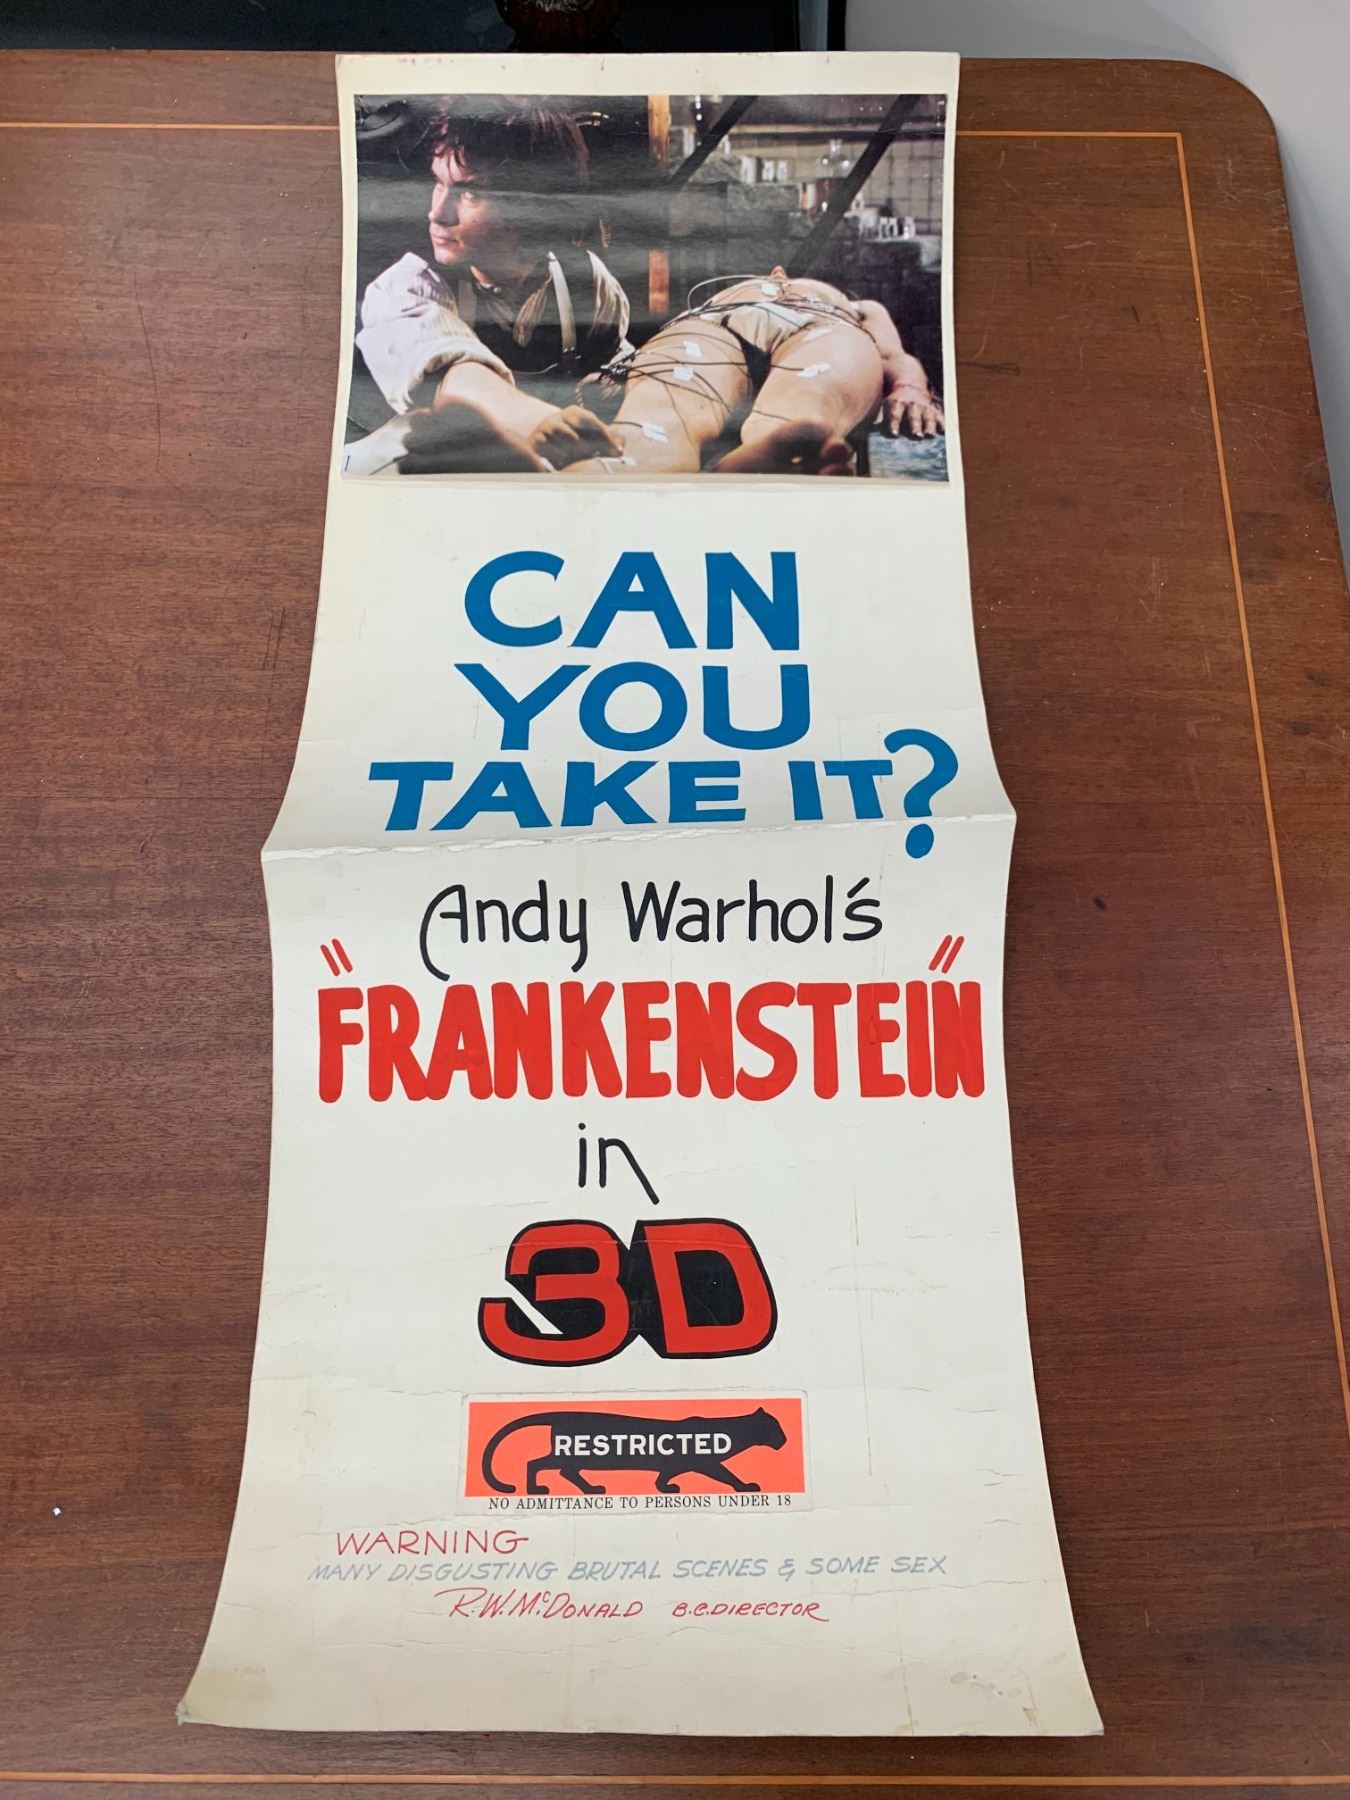 CAN
YOU
TAKE IT?
Andy Warhol's
"FRANKENSTEIN"
in
3D
RESTRICTED
NO ADMITTANCE TO PERSONS UNDER 18
WARNING
MANY DISGUSTING BRUTAL SCENES & SOME SEX
R.W. McDONALD B.C. DIRECTOR